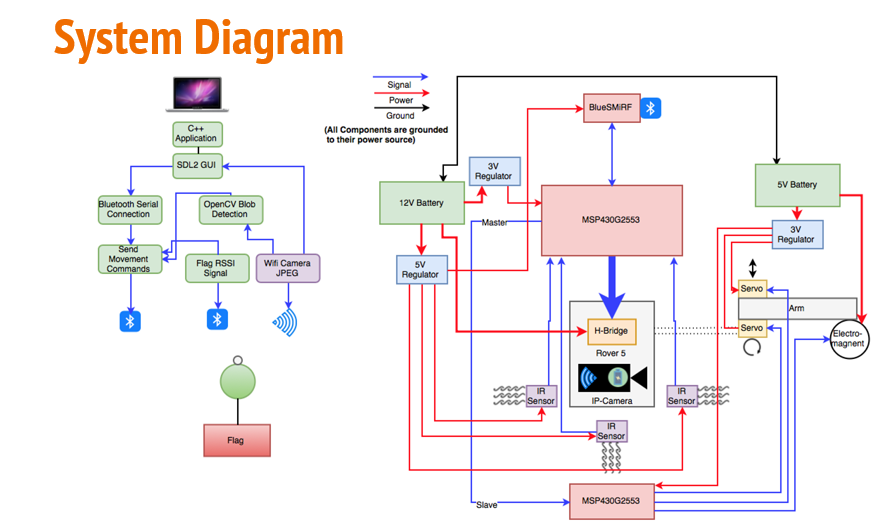 System Diagram
Signal
Power
Ground
(All Components are grounded
to their power source)
C++
Application
SDL2 GUI
Bluetooth Serial
Connection
OpenCV Blob
Detection
Send
Movement
Commands
Flag RSSI
Signal
Wifi Camera
JPEG
Flag
BlueSMiRF
3V
Regulator
12V Battery
Master
MSP430G2553
5V Battery
3V
Regulator
5V
Regulator
Servo
Arm
Servo
Electro-
magnent
H-Bridge
Rover 5
IP-Camera
IR
Sensor
IR
Sensor
IR
Sensor
Slave
MSP430G2553